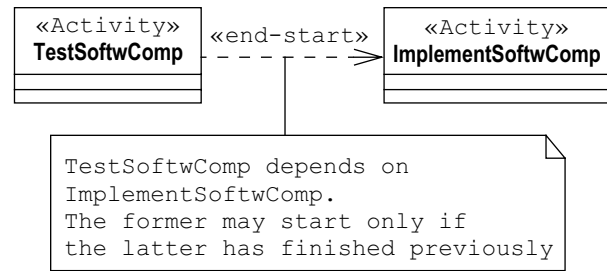 «Activity»
TestSoftwComp
«end-start»
«Activity»
ImplementSoftwComp
TestSoftwComp depends on
ImplementSoftwComp.
The former may start only if
the latter has finished previously